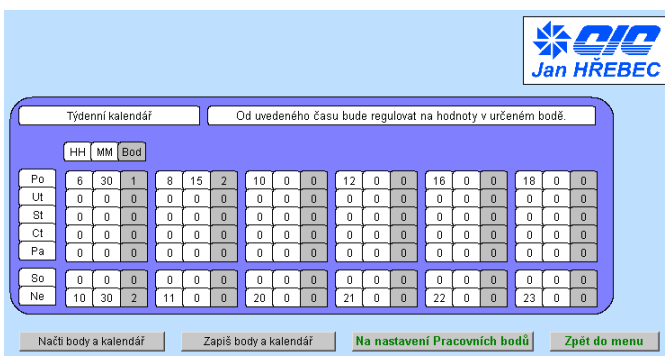 CIC
Jan HŘEBEC
Týdenní kalendář Od uvedeného času bude regulovat na hodnoty v určeném bodě.
HH MM Bod
Po 6 30 1 8 15 2 10 0 0 12 0 0 16 0 0 18 0 0
Ut 0 0 0 0 0 0 0 0 0 0 0 0 0 0 0 0 0 0
St 0 0 0 0 0 0 0 0 0 0 0 0 0 0 0 0 0 0
Ct 0 0 0 0 0 0 0 0 0 0 0 0 0 0 0 0 0 0
Pa 0 0 0 0 0 0 0 0 0 0 0 0 0 0 0 0 0 0
So 0 0 0 0 0 0 0 0 0 0 0 0 0 0 0 0 0 0
Ne 10 30 2 11 0 0 20 0 0 21 0 0 22 0 0 23 0 0
Načti body a kalendář Zapiš body a kalendář Na nastavení Pracovních bodů Zpět do menu